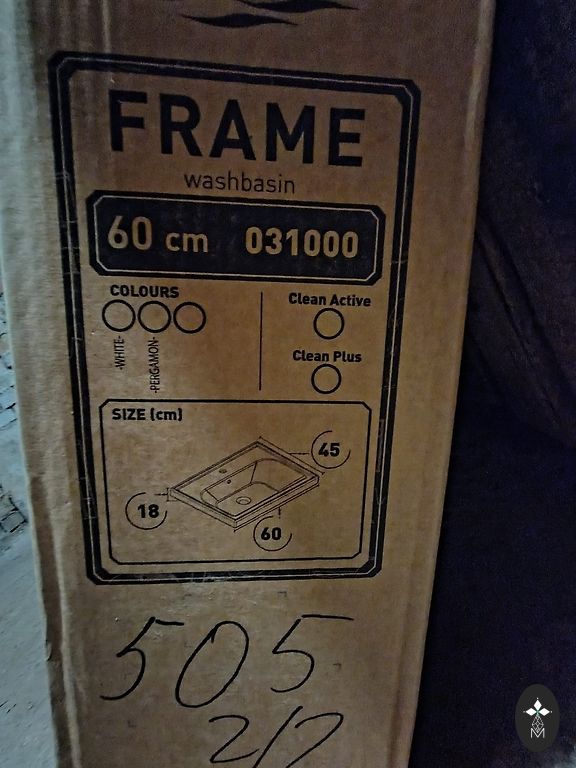 FRAME
washbasin
60 cm 031000
COLOURS
-WHITE-
-PERGAMON-
Clean Active
Clean Plus
SIZE (cm)
45
18
60
505
2/2
M